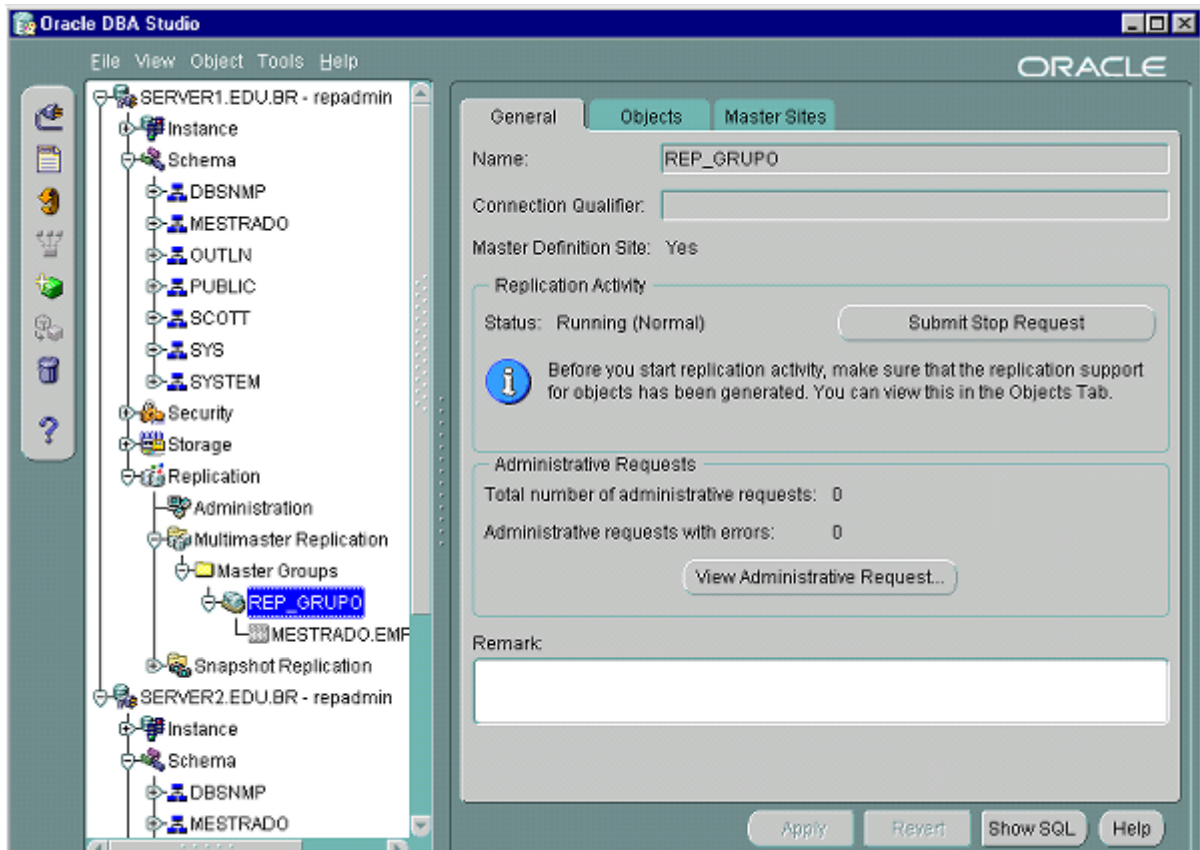 Oracle DBA Studio
File View Object Tools Help
ORACLE
SERVER1.EDU.BR - repadmin
Instance
Schema
DBSNMP
MESTRADO
OUTLN
PUBLIC
SCOTT
SYS
SYSTEM
Security
Storage
Replication
Administration
Multimaster Replication
Master Groups
REP_GRUPO
MESTRADO.EMP
Snapshot Replication
SERVER2.EDU.BR - repadmin
Instance
Schema
DBSNMP
MESTRADO
General Objects Master Sites
Name: REP_GRUPO
Connection Qualifier:
Master Definition Site: Yes
Replication Activity
Status: Running (Normal) Submit Stop Request
Before you start replication activity, make sure that the replication support
for objects has been generated. You can view this in the Objects Tab.
Administrative Requests
Total number of administrative requests: 0
Administrative requests with errors: 0
View Administrative Request...
Remark:
Apply Revert Show SQL Help